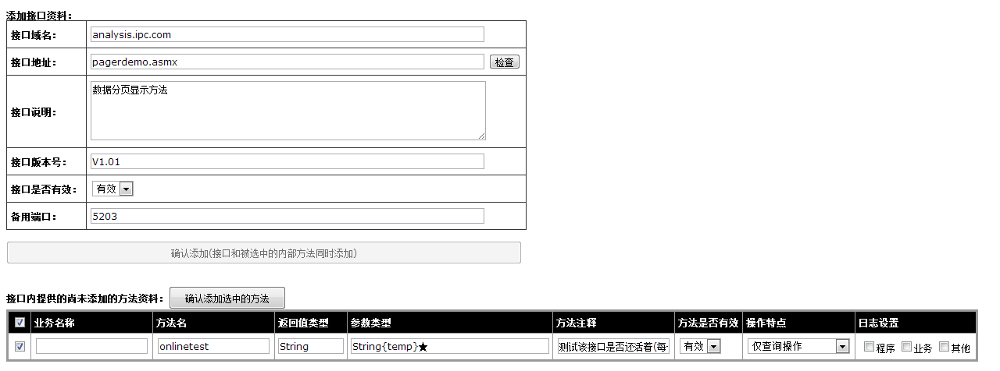 添加接口资料：
接口域名： analysis.ipc.com
接口地址： pagerdemo.asmx 检查
接口说明： 数据分页显示方法
接口版本号： V1.01
接口是否有效： 有效
备用端口： 5203
确认添加(接口和被选中的内部方法同时添加)
接口内提供的尚未添加的方法资料： 确认添加选中的方法
业务名称 方法名 返回值类型 参数类型 方法注释 方法是否有效 操作特点 日志设置
onlinetest String String{temp}★ 测试该接口是否还活着(每 有效 仅查询操作 程序 业务 其他